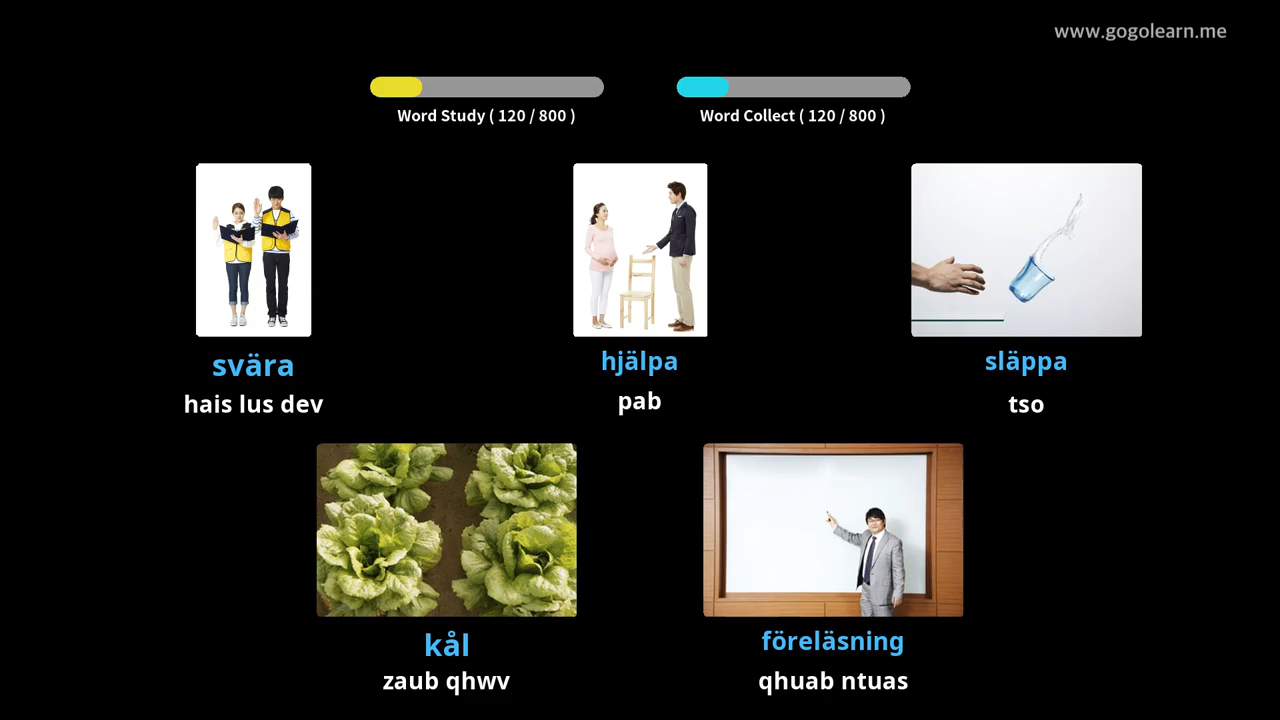 www.gogolearn.me
Word Study ( 120 / 800 )
Word Collect ( 120 / 800 )
svära
hjälpa
släppa
hais lus dev
pab
tso
kål
föreläsning
zaub qhwv
qhuab ntuas